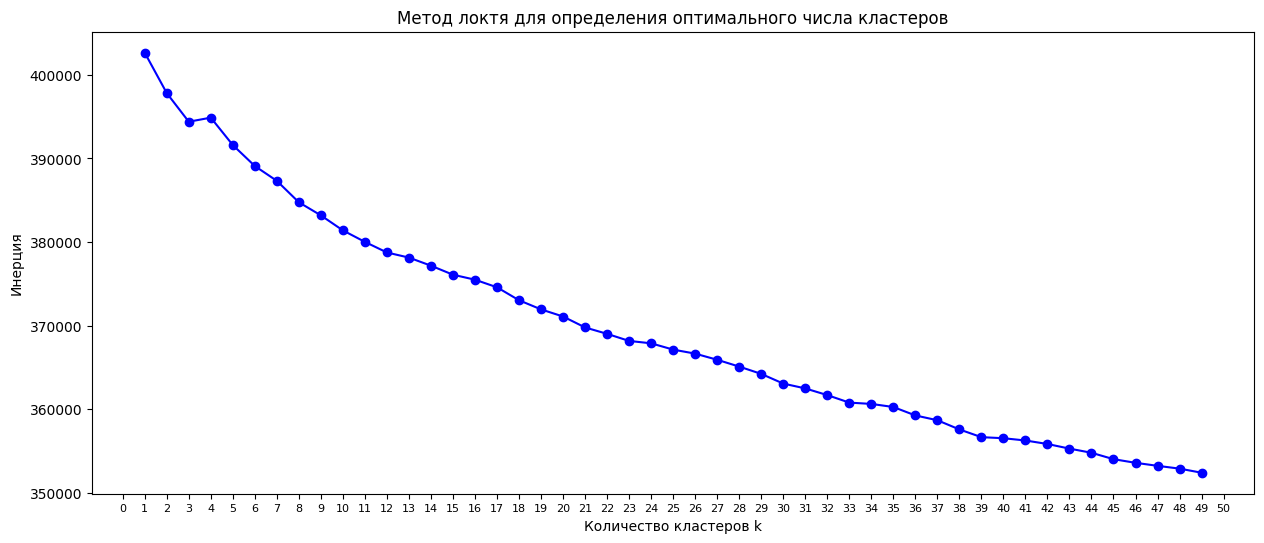 Метод локтя для определения оптимального числа кластеров
Инерция
400000
390000
380000
370000
360000
350000
0 1 2 3 4 5 6 7 8 9 10 11 12 13 14 15 16 17 18 19 20 21 22 23 24 25 26 27 28 29 30 31 32 33 34 35 36 37 38 39 40 41 42 43 44 45 46 47 48 49 50
Количество кластеров k